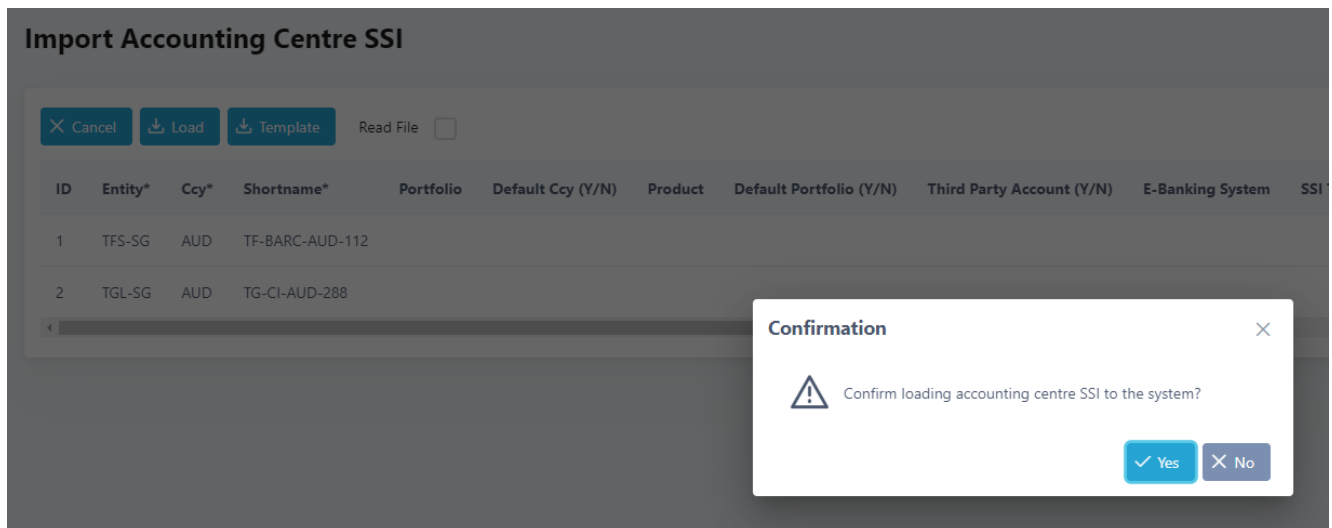 Import Accounting Centre SSI
Cancel Load Template Read File
ID Entity* Ccy* Shortname* Portfolio Default Ccy (Y/N) Product Default Portfolio (Y/N) Third Party Account (Y/N) E-Banking System SSI
1 TFS-SG AUD TF-BARC-AUD-112
2 TGL-SG AUD TG-CI-AUD-288
Confirmation
Confirm loading accounting centre SSI to the system?
Yes No